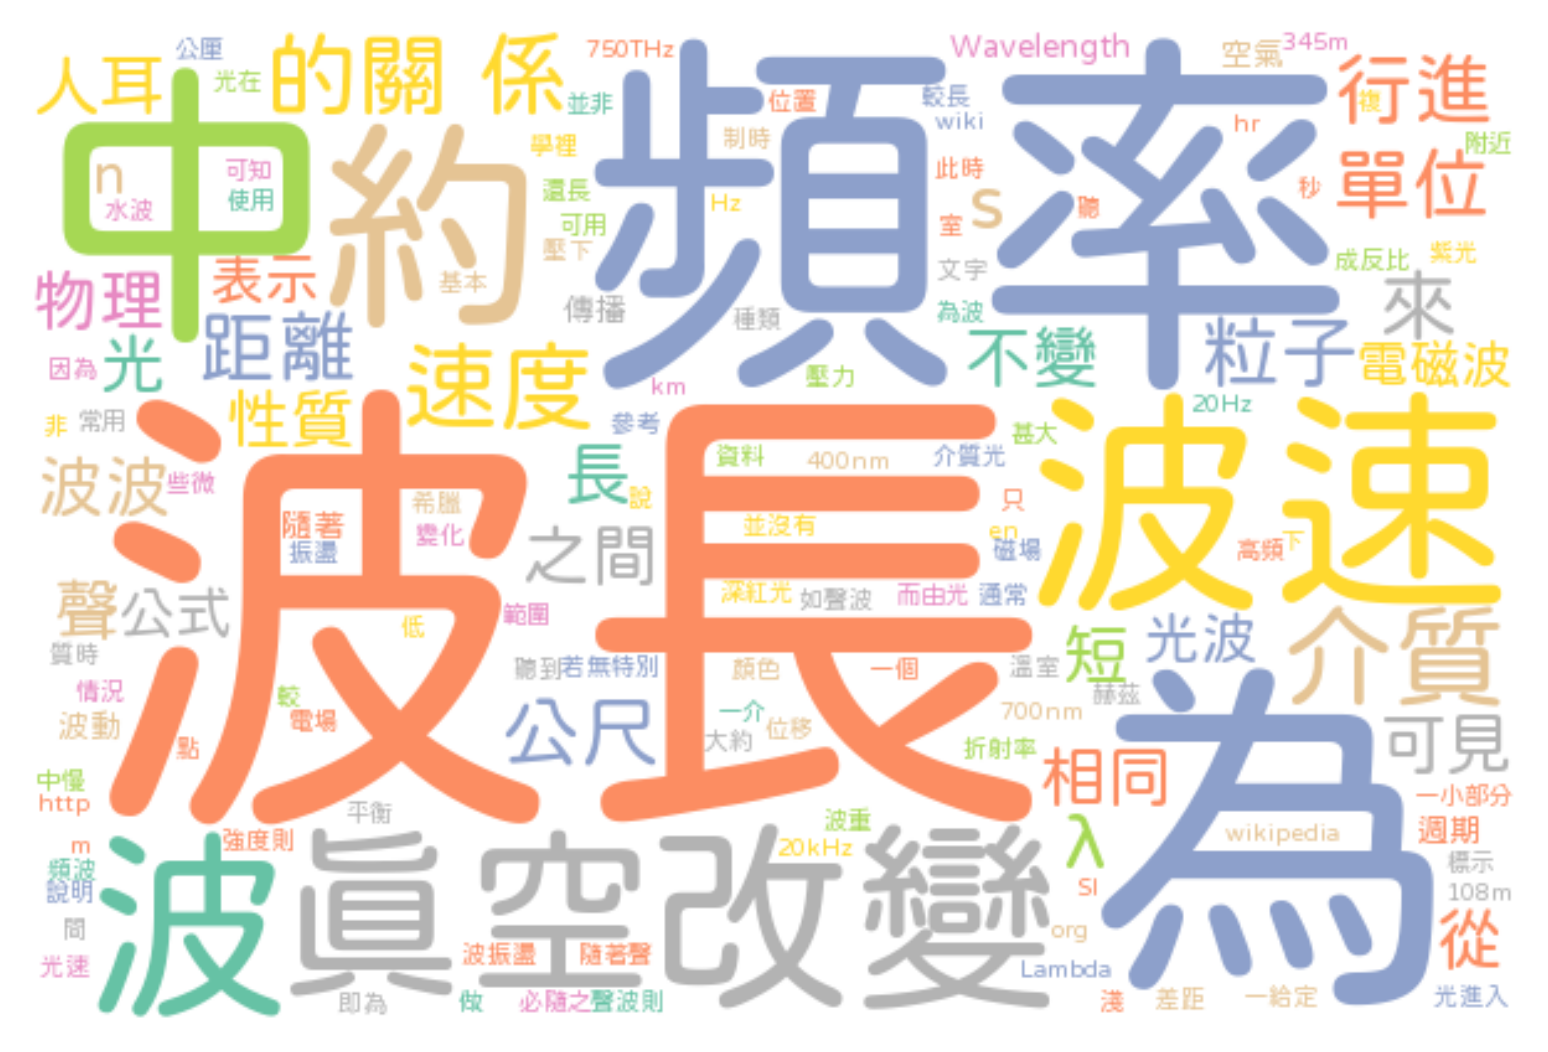 公厘
750THz
Wavelength
345m
人耳
光在
的關 係
並非
頻率
位置
較長
空氣
行進
複
wiki
中
n
可知
水波
使用
約
學裡
制時
hr
附近
還長
此時
單位
Hz
聽
秒
可用
室
s
壓下
文字
成反比
紫光
物理
表示
基本
傳播
種類
為波
來
距離
不變
粒子
電磁波
因為
光
速度
km
壓力
20Hz
非
常用
性質
參考
甚大
波速
波長
長
資料
400nm
介質光
波波
些微
說
只
希臘
隨著
變化
並沒有
en
振盪
之間
磁場
高頻
下
聲
公式
深紅光
如聲波
而由光
通常
範圍
低
光波
介質
質時
短
聽到
若無特別
顏色
一個
溫室
赫茲
情況
較
700nm
為
波動
電場
公尺
一介
位移
大約
可見
點
折射率
中慢
相同
http
一小部分
平衡
波重
m
強度則
20kHz
λ
wikipedia
週期
波
眞空
改變
頻波
標示
說明
SI
108m
間
org
從
光速
波振盪
隨著聲
Lambda
即為
做
必隨之
聲波則
淺
差距
一給定
光進入